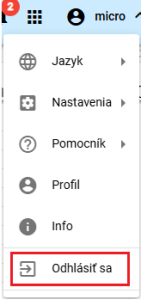 2
micro
Jazyk
Nastavenia
Pomocník
Profil
Info
Odhlásiť sa